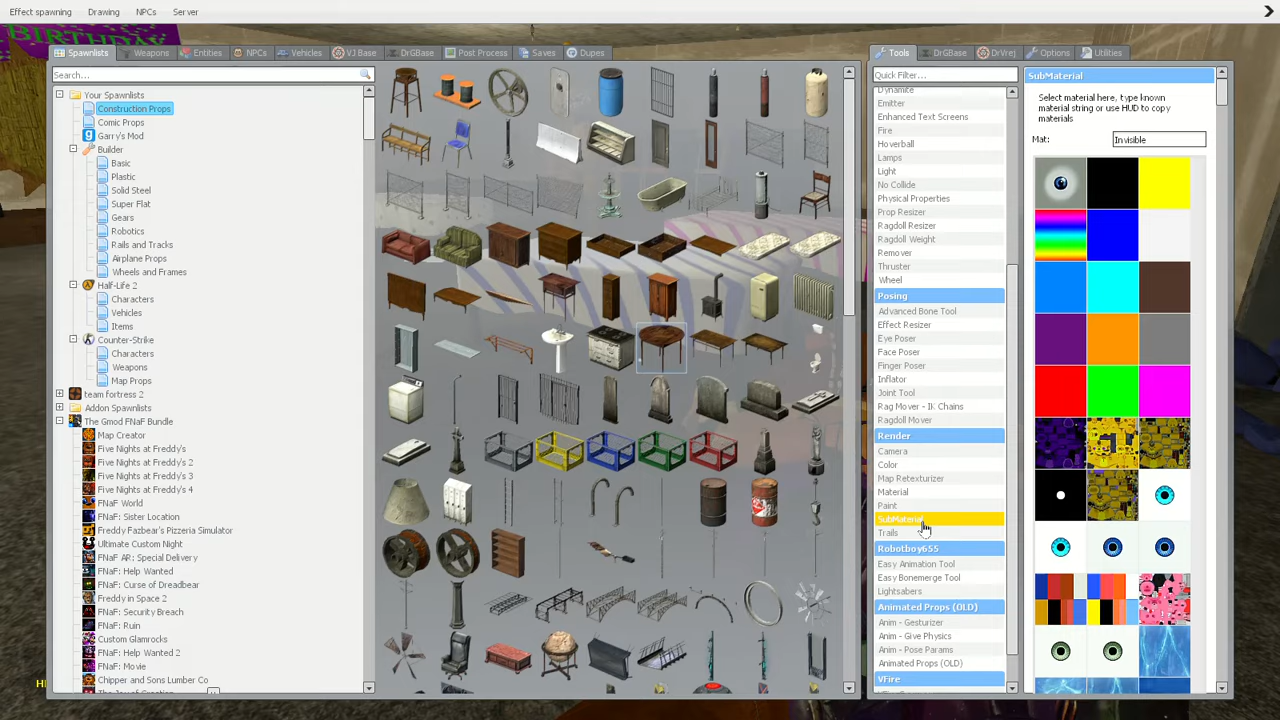 Effect spawning Drawing NPCs Server
BIRTHDAY
Spawnlists Weapons Entities NPCs Vehicles VJ Base DrGBase Post Process Saves Dupes
Search...
Your Spawnlists
Construction Props
Comic Props
Garry's Mod
Builder
Basic
Plastic
Solid Steel
Super Flat
Gears
Robotics
Rails and Tracks
Airplane Props
Wheels and Frames
Half-Life 2
Characters
Vehicles
Items
Counter-Strike
Characters
Weapons
Map Props
team fortress 2
Addon Spawnlists
The Gmod FNaF Bundle
Map Creator
Five Nights at Freddy's
Five Nights at Freddy's 2
Five Nights at Freddy's 3
Five Nights at Freddy's 4
FNaF World
FNaF: Sister Location
Freddy Fazbear's Pizzeria Simulator
Ultimate Custom Night
FNaF AR: Special Delivery
FNaF: Help Wanted
FNaF: Curse of Dreadbear
Freddy in Space 2
FNaF: Security Breach
FNaF: Ruin
Custom Glamrocks
FNaF: Help Wanted 2
FNaF: Movie
Chipper and Sons Lumber Co
Tools DrGBase DrVrej Options Utilities
Quick Filter...
Dynamite
Emitter
Enhanced Text Screens
Fire
Hoverball
Lamps
Light
No Collide
Physical Properties
Prop Resizer
Ragdoll Resizer
Ragdoll Weight
Remover
Thruster
Wheel
Posing
Advanced Bone Tool
Effect Resizer
Eye Poser
Face Poser
Finger Poser
Inflator
Joint Tool
Rag Mover - IK Chains
Ragdoll Mover
Render
Camera
Color
Map Retexturizer
Material
Paint
SubMaterial
Trails
Robotboy655
Easy Animation Tool
Easy Bonemerge Tool
Lightsabers
Animated Props (OLD)
Anim - Gesturizer
Anim - Give Physics
Anim - Pose Params
Animated Props (OLD)
VFire
SubMaterial
Select material here, type known
material string or use HUD to copy
materials
Mat: Invisible